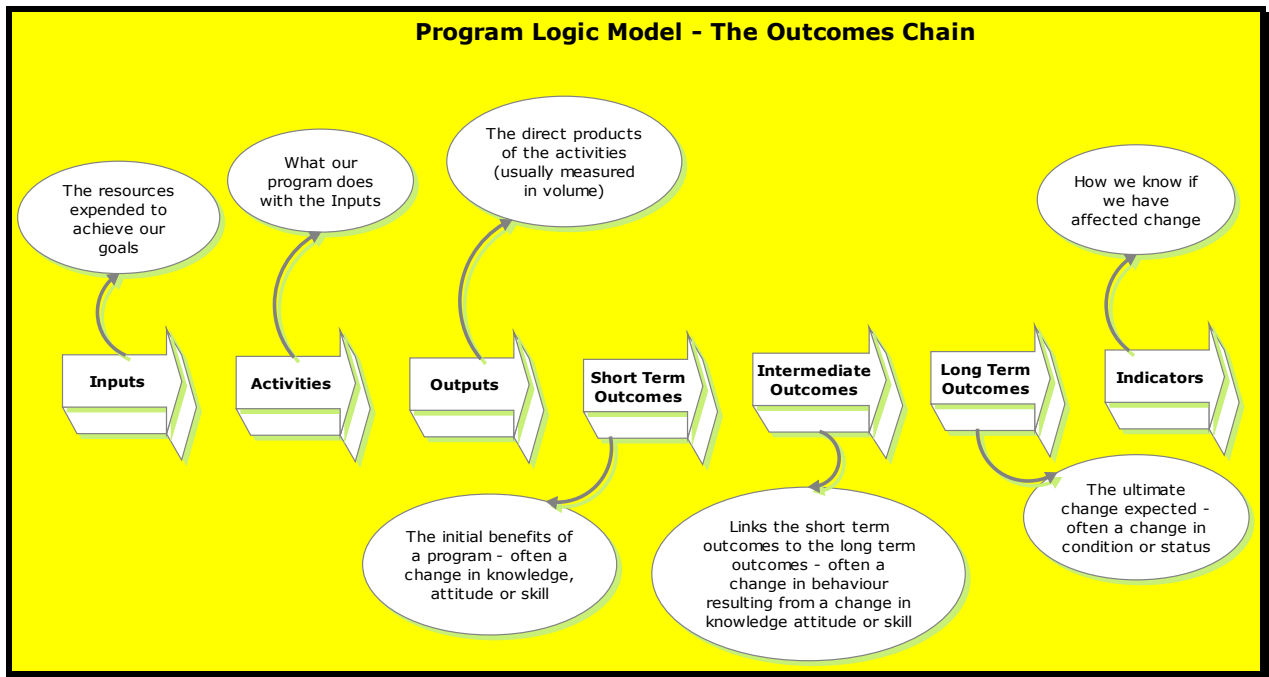 Program Logic Model - The Outcomes Chain
The resources
expended to
achieve our
goals
What our
program does
with the Inputs
The direct products
of the activities
(usually measured
in volume)
How we know if
we have
affected change
Inputs
Activities
Outputs
Short Term
Outcomes
Intermediate
Outcomes
Long Term
Outcomes
Indicators
The initial benefits of
a program - often a
change in knowledge,
attitude or skill
Links the short term
outcomes to the long term
outcomes - often a
change in behaviour
resulting from a change in
knowledge attitude or skill
The ultimate
change expected -
often a change in
condition or status